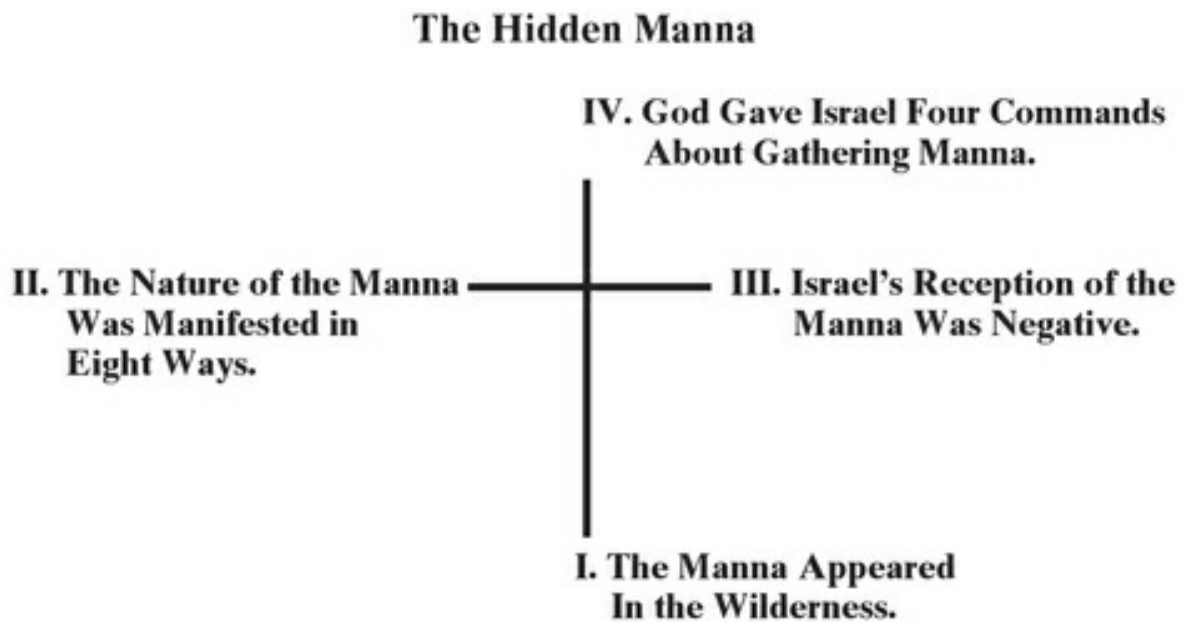 The Hidden Manna
IV. God Gave Israel Four Commands
About Gathering Manna.
II. The Nature of the Manna
Was Manifested in
Eight Ways.
III. Israel's Reception of the
Manna Was Negative.
I. The Manna Appeared
In the Wilderness.